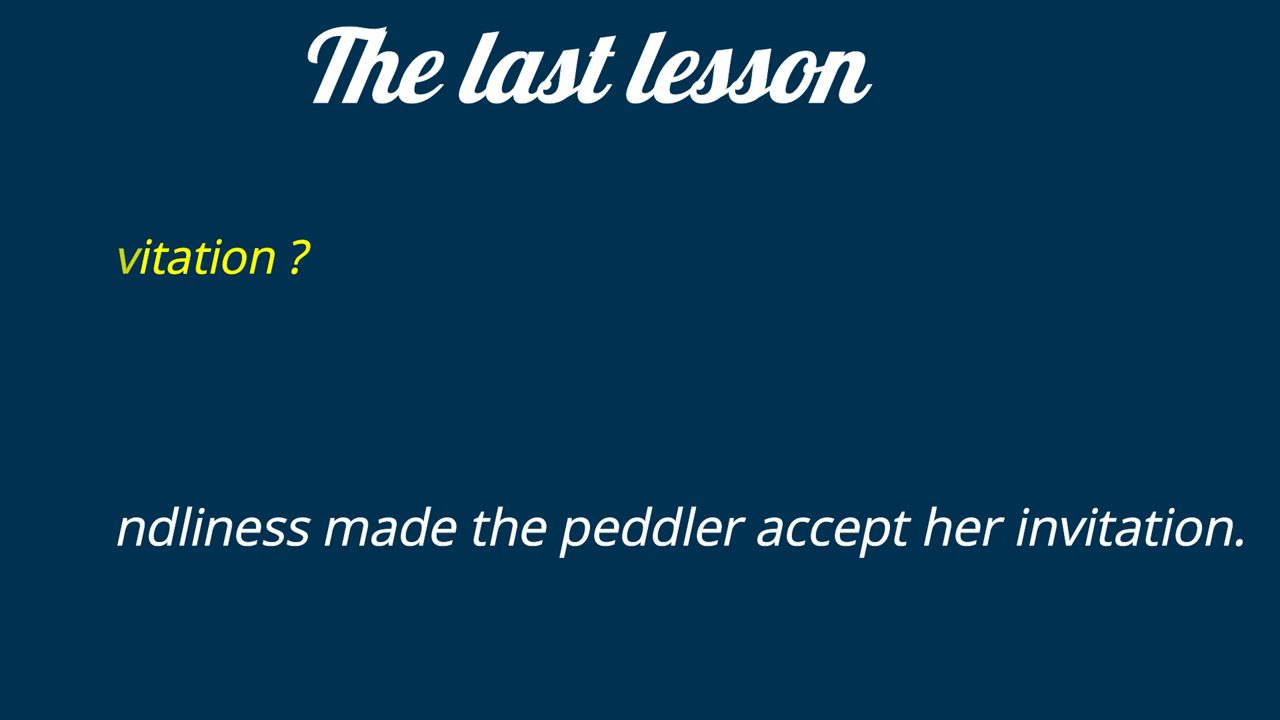 The last lesson
vitation ?
ndliness made the peddler accept her invitation.